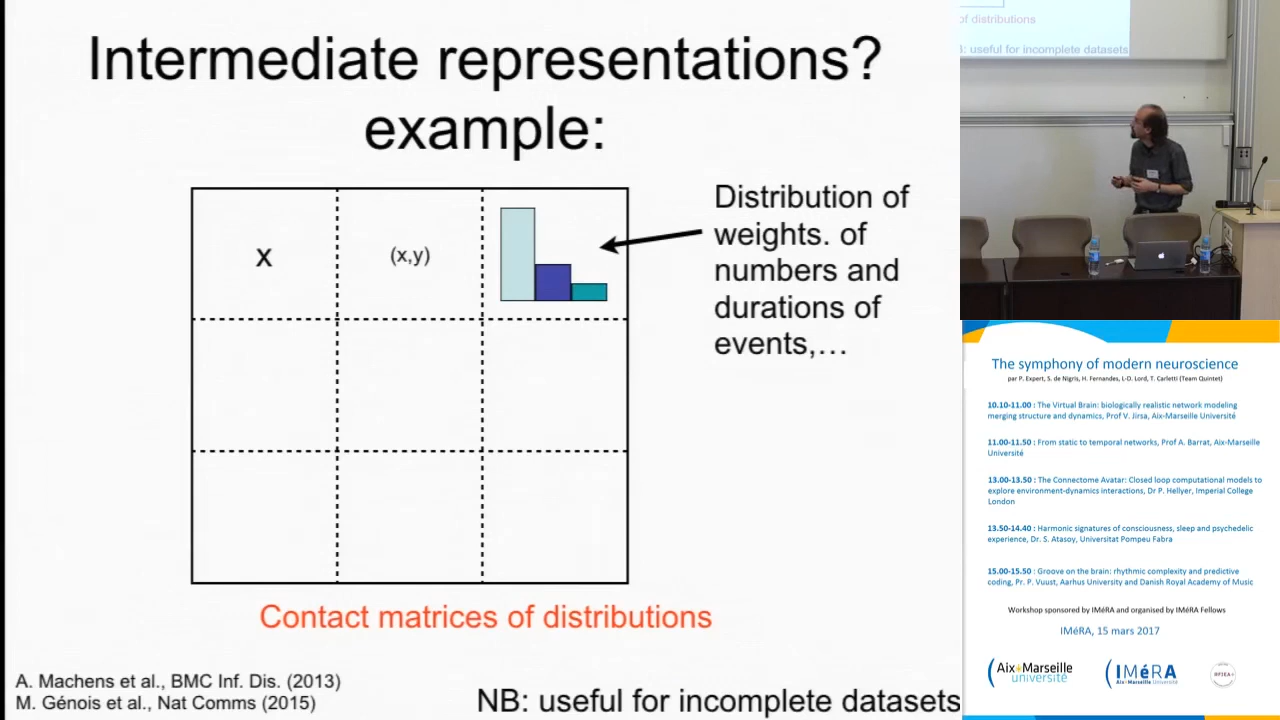 Intermediate representations?
example:
x
(x,y)
Distribution of
weights. of
numbers and
durations of
events,…
Contact matrices of distributions
A. Machens et al., BMC Inf. Dis. (2013)
M. Génois et al., Nat Comms (2015)
NB: useful for incomplete datasets
of distributions
: useful for incomplete datasets
The symphony of modern neuroscience
par P. Expert, S. de Nigris, H. Fernandes, L-D. Lord, T. Carletti (Team Quintet)
10.10-11.00 : The Virtual Brain: biologically realistic network modeling
merging structure and dynamics, Prof V. Jirsa, Aix-Marseille Université
11.00-11.50 : From static to temporal networks, Prof A. Barrat, Aix-Marseille
Université
13.00-13.50 : The Connectome Avatar: Closed loop computational models to
explore environment-dynamics interactions, Dr P. Hellyer, Imperial College
London
13.50-14.40 : Harmonic signatures of consciousness, sleep and psychedelic
experience, Dr. S. Atasoy, Universitat Pompeu Fabra
15.00-15.50 : Groove on the brain: rhythmic complexity and predictive
coding, Pr. P. Vuust, Aarhus University and Danish Royal Academy of Music
Workshop sponsored by IMéRA and organised by IMéRA Fellows
IMéRA, 15 mars 2017
Aix Marseille
université
IMéRA
Aix-Marseille Université